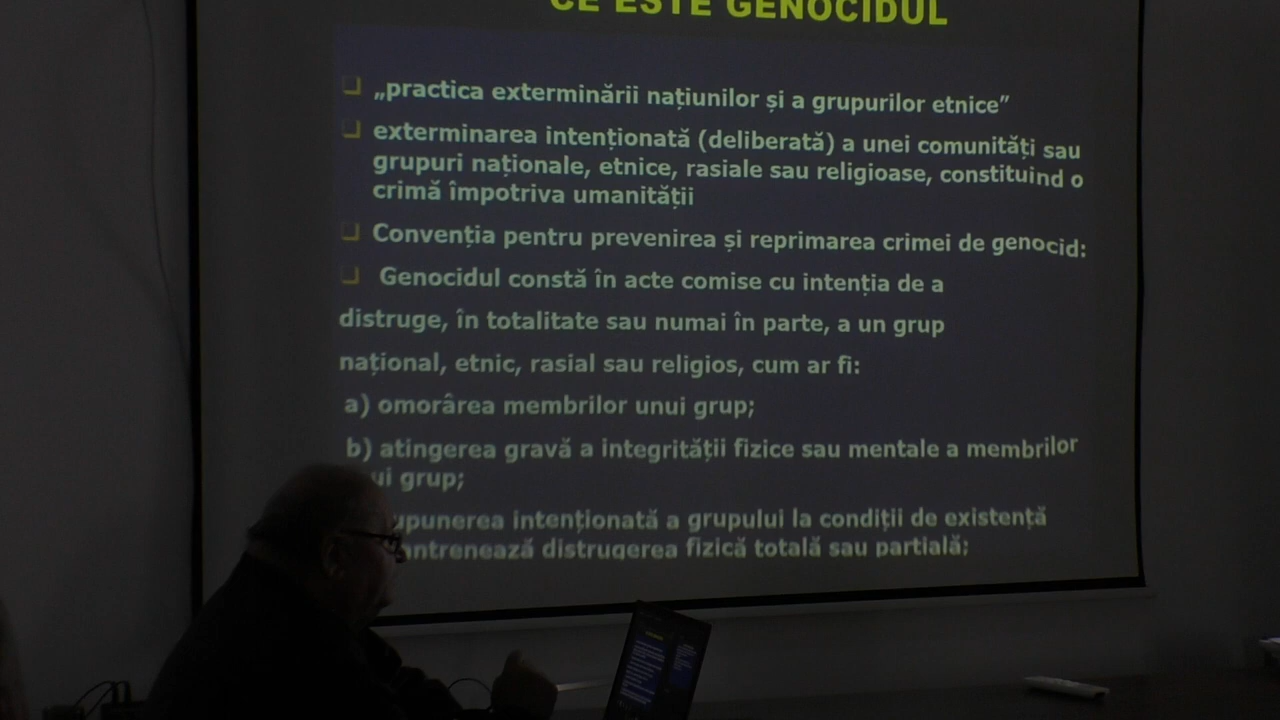 CE ESTE GENOCIDUL
„practica exterminării națiunilor și a grupurilor etnice”
exterminarea intenționată (deliberată) a unei comunități sau
grupuri naționale, etnice, rasiale sau religioase, constituind o
crimă împotriva umanității
Convenția pentru prevenirea și reprimarea crimei de genocid:
Genocidul constă în acte comise cu intenția de a
distruge, în totalitate sau numai în parte, a un grup
național, etnic, rasial sau religios, cum ar fi:
a) omorârea membrilor unui grup;
b) atingerea gravă a integrității fizice sau mentale a membrilor
ui grup;
upunerea intenționată a grupului la condiții de existență
ntrenează distrugerea fizică totală sau parțială;